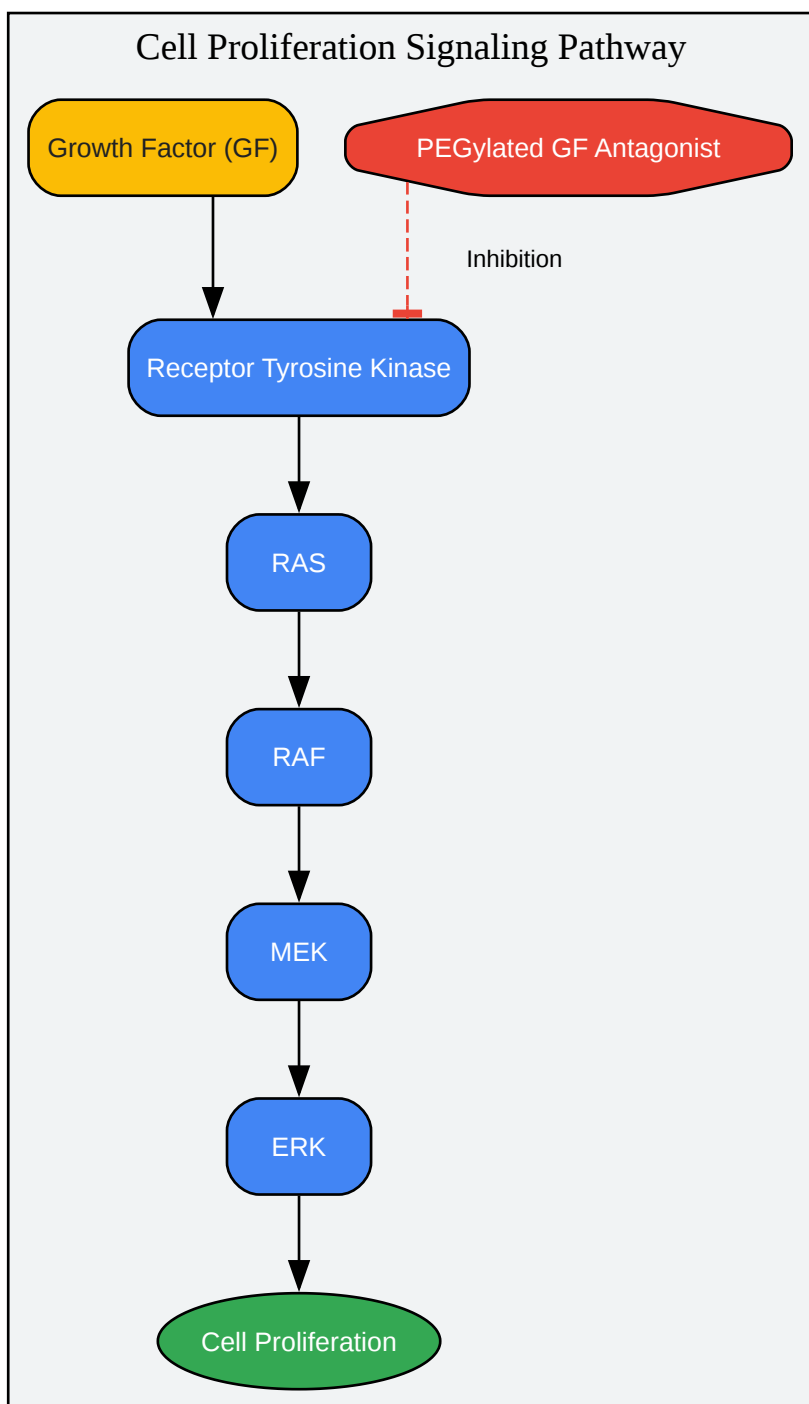 Cell Proliferation Signaling Pathway
Growth Factor (GF)
PEGylated GF Antagonist
Inhibition
Receptor Tyrosine Kinase
RAS
RAF
MEK
ERK
Cell Proliferation